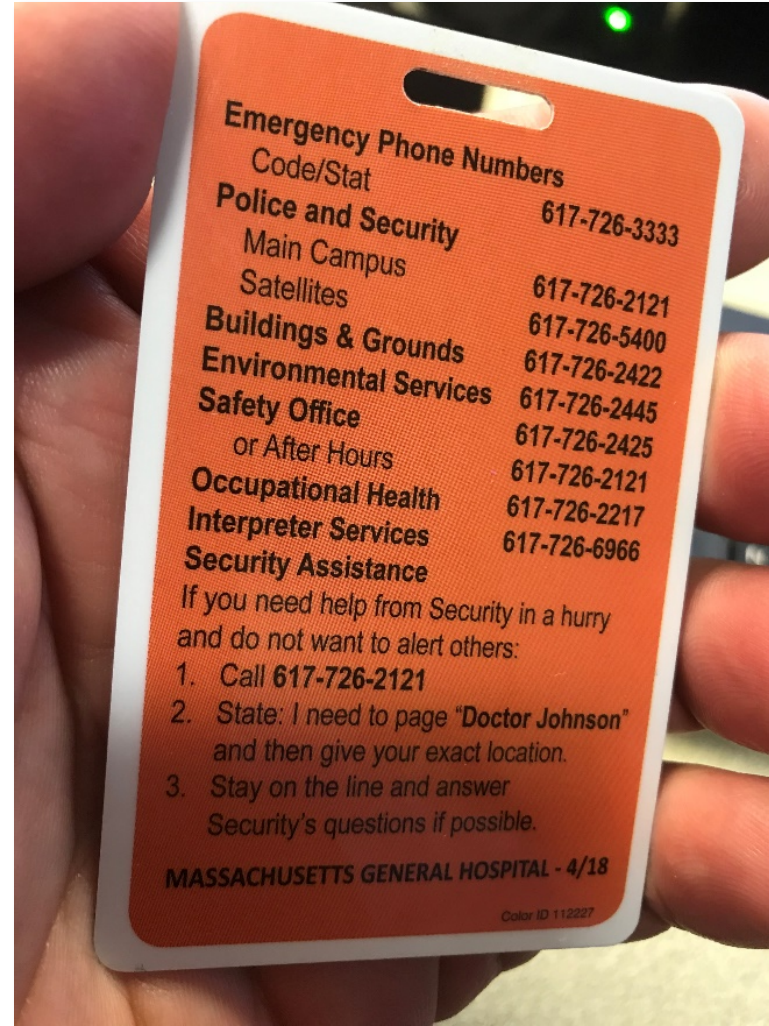 Emergency Phone Numbers
Code/Stat 617-726-3333
Police and Security
Main Campus 617-726-2121
Satellites 617-726-5400
Buildings & Grounds 617-726-2422
Environmental Services 617-726-2445
Safety Office 617-726-2425
or After Hours 617-726-2121
Occupational Health 617-726-2217
Interpreter Services 617-726-6966
Security Assistance
If you need help from Security in a hurry
and do not want to alert others:
1. Call 617-726-2121
2. State: I need to page “Doctor Johnson”
and then give your exact location.
3. Stay on the line and answer
Security's questions if possible.
MASSACHUSETTS GENERAL HOSPITAL - 4/18
Color ID 112227